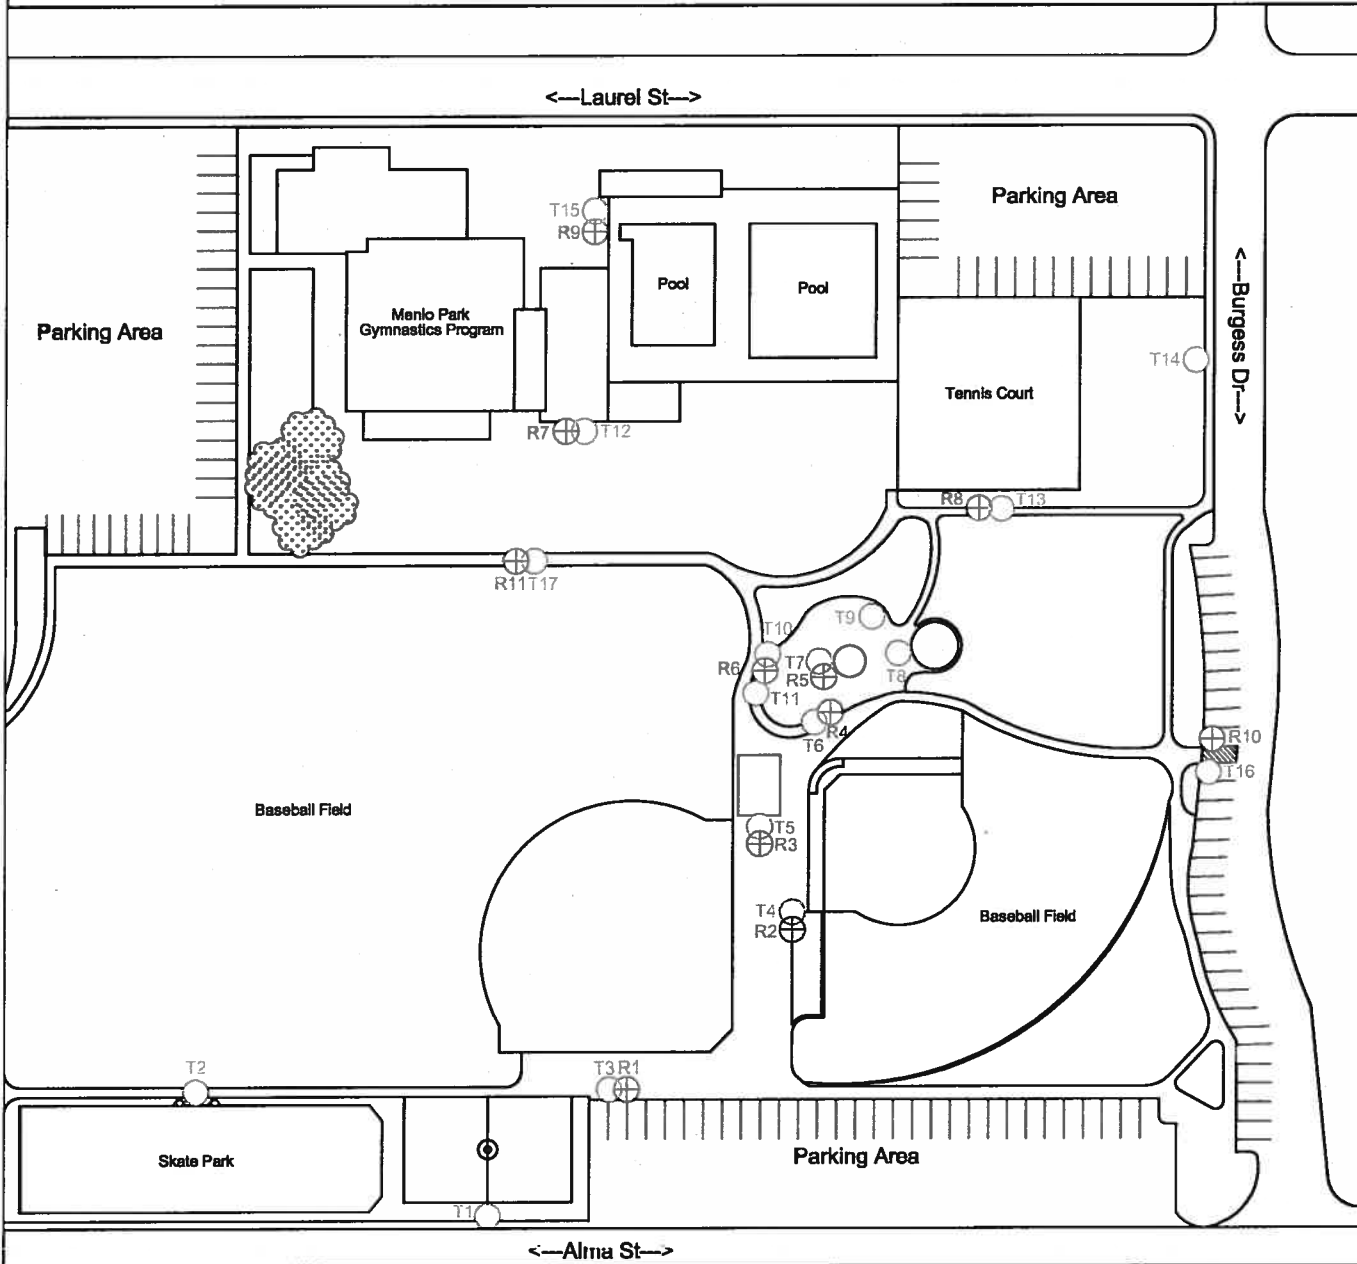 <---Laurel St--->
Parking Area
T15
R9
Pool
Pool
<---Burgess Dr--->
Menlo Park
Gymnastics Program
Parking Area
T14
Tennis Court
R7
T12
R8
T13
R11
T17
T9
T10
R6
T7
R5
T8
T11
R4
T6
R10
T16
Baseball Field
T5
R3
T4
R2
Baseball Field
T2
T3
R1
Skate Park
Parking Area
T1
<---Alma St--->